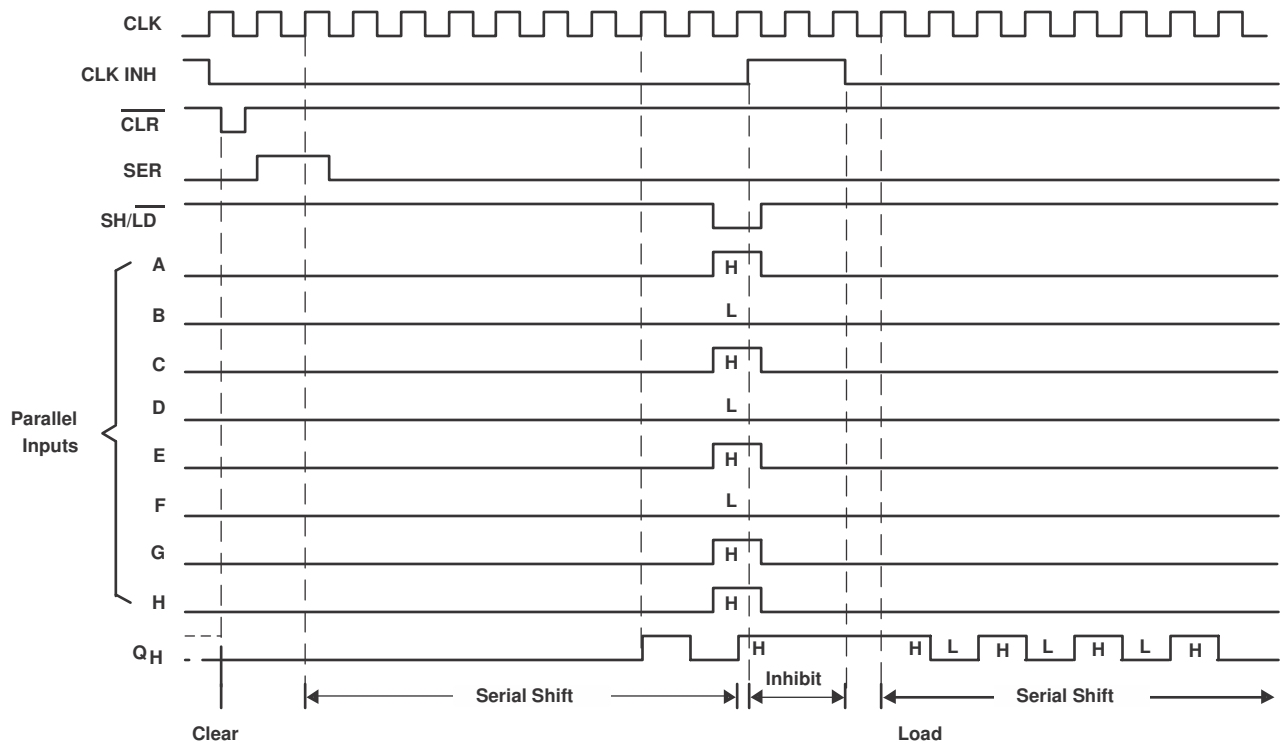 CLK
CLK INH
CLR
SER
SH/LD
A
H
B
L
C
H
Parallel
Inputs
D
L
E
H
F
L
G
H
H
H
QH
H
H
L
H
L
H
L
H
Serial Shift
Inhibit
Serial Shift
Clear
Load